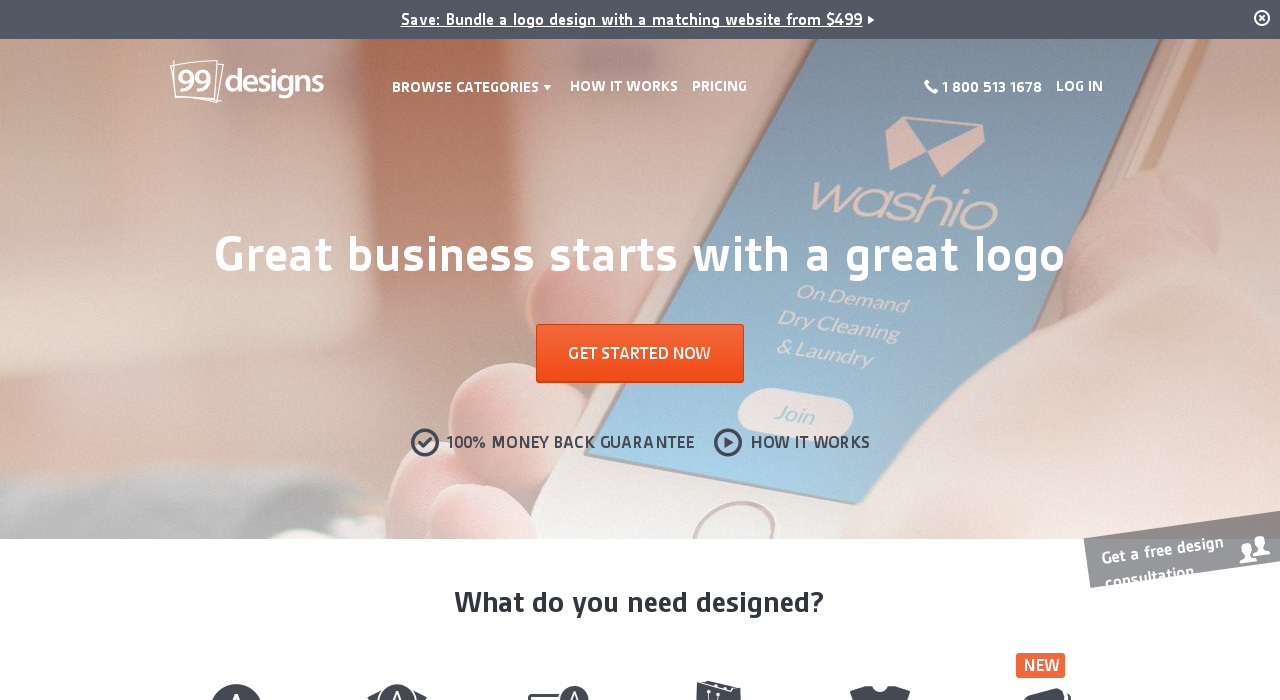 Save: Bundle a logo design with a matching website from $499
99designs
BROWSE CATEGORIES
HOW IT WORKS
PRICING
1 800 513 1678
LOG IN
washio
Great business starts with a great logo
On Demand
Dry Cleaning
& Laundry
GET STARTED NOW
Join
100% MONEY BACK GUARANTEE
HOW IT WORKS
Get a free design
consultation
What do you need designed?
NEW
A
A
A